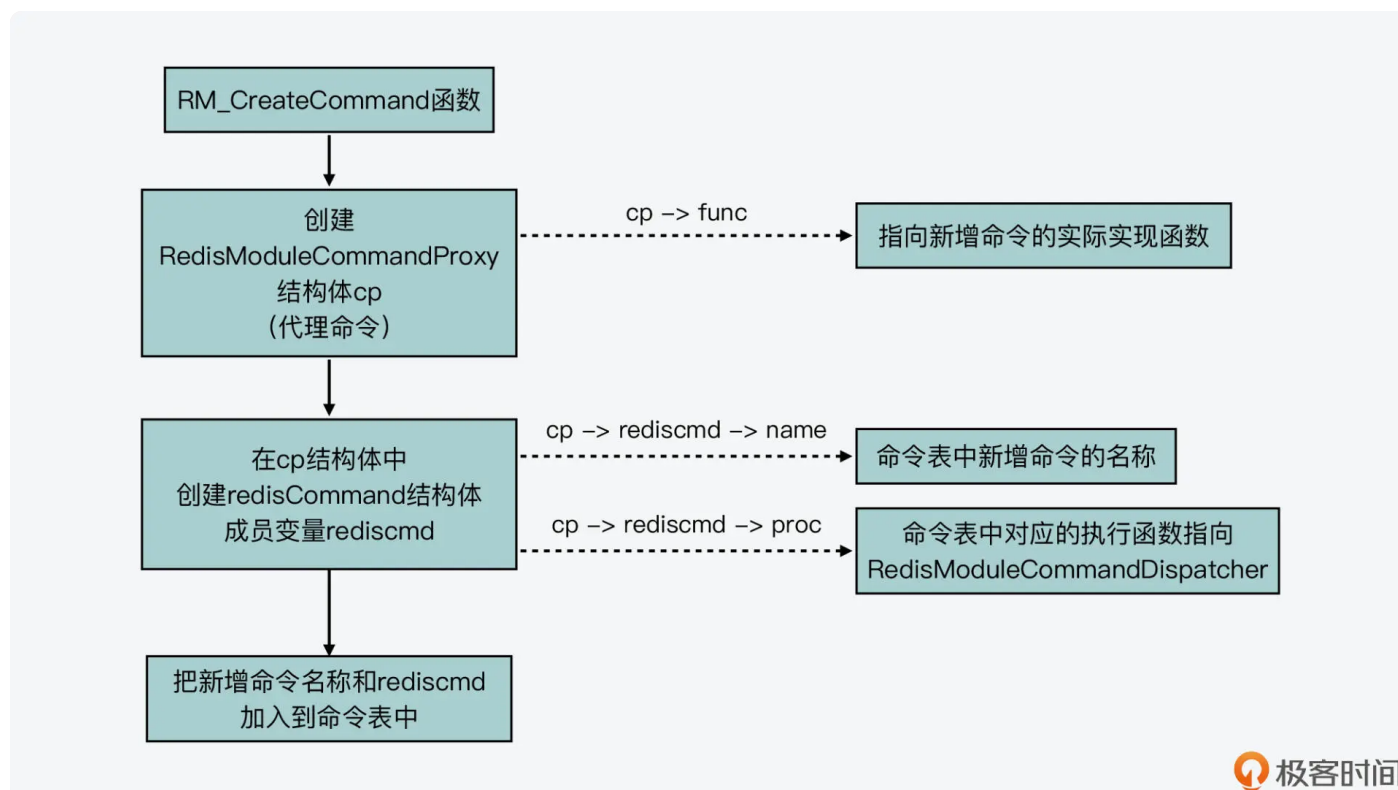 RM_CreateCommand函数
创建
RedisModuleCommandProxy
结构体cp
（代理命令）
cp –> func
指向新增命令的实际实现函数
在cp结构体中
创建redisCommand结构体
成员变量rediscmd
cp –> rediscmd –> name
命令表中新增命令的名称
cp –> rediscmd –> proc
命令表中对应的执行函数指向
RedisModuleCommandDispatcher
把新增命令名称和rediscmd
加入到命令表中
极客时间